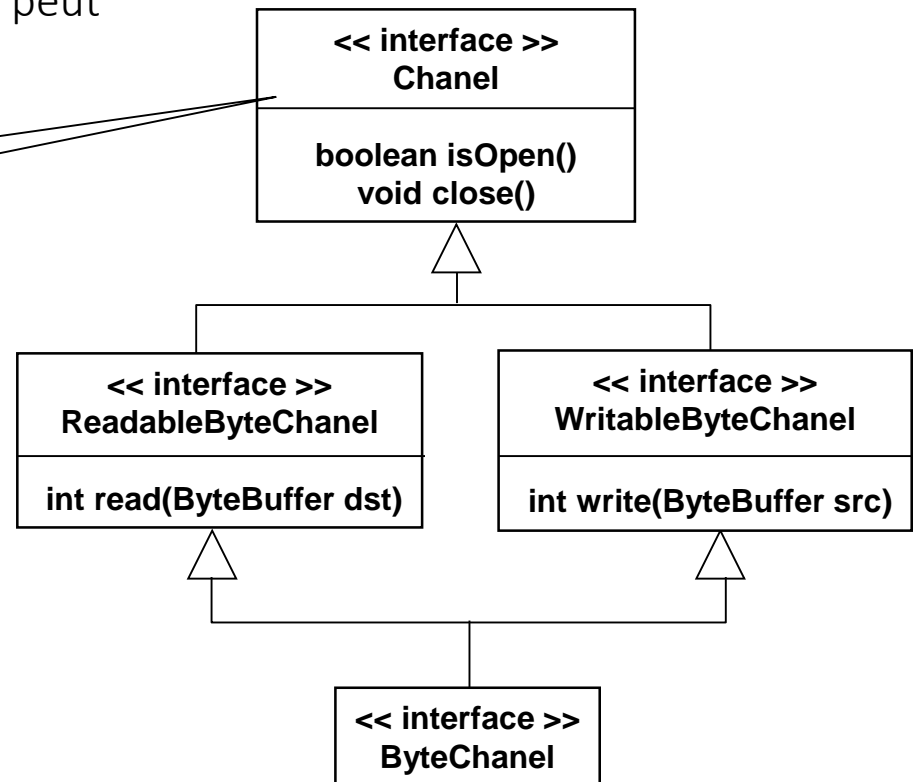 peut
<< interface >>
Chanel
boolean isOpen()
void close()
<< interface >>
ReadableByteChanel
int read(ByteBuffer dst)
<< interface >>
WritableByteChanel
int write(ByteBuffer src)
<< interface >>
ByteChanel